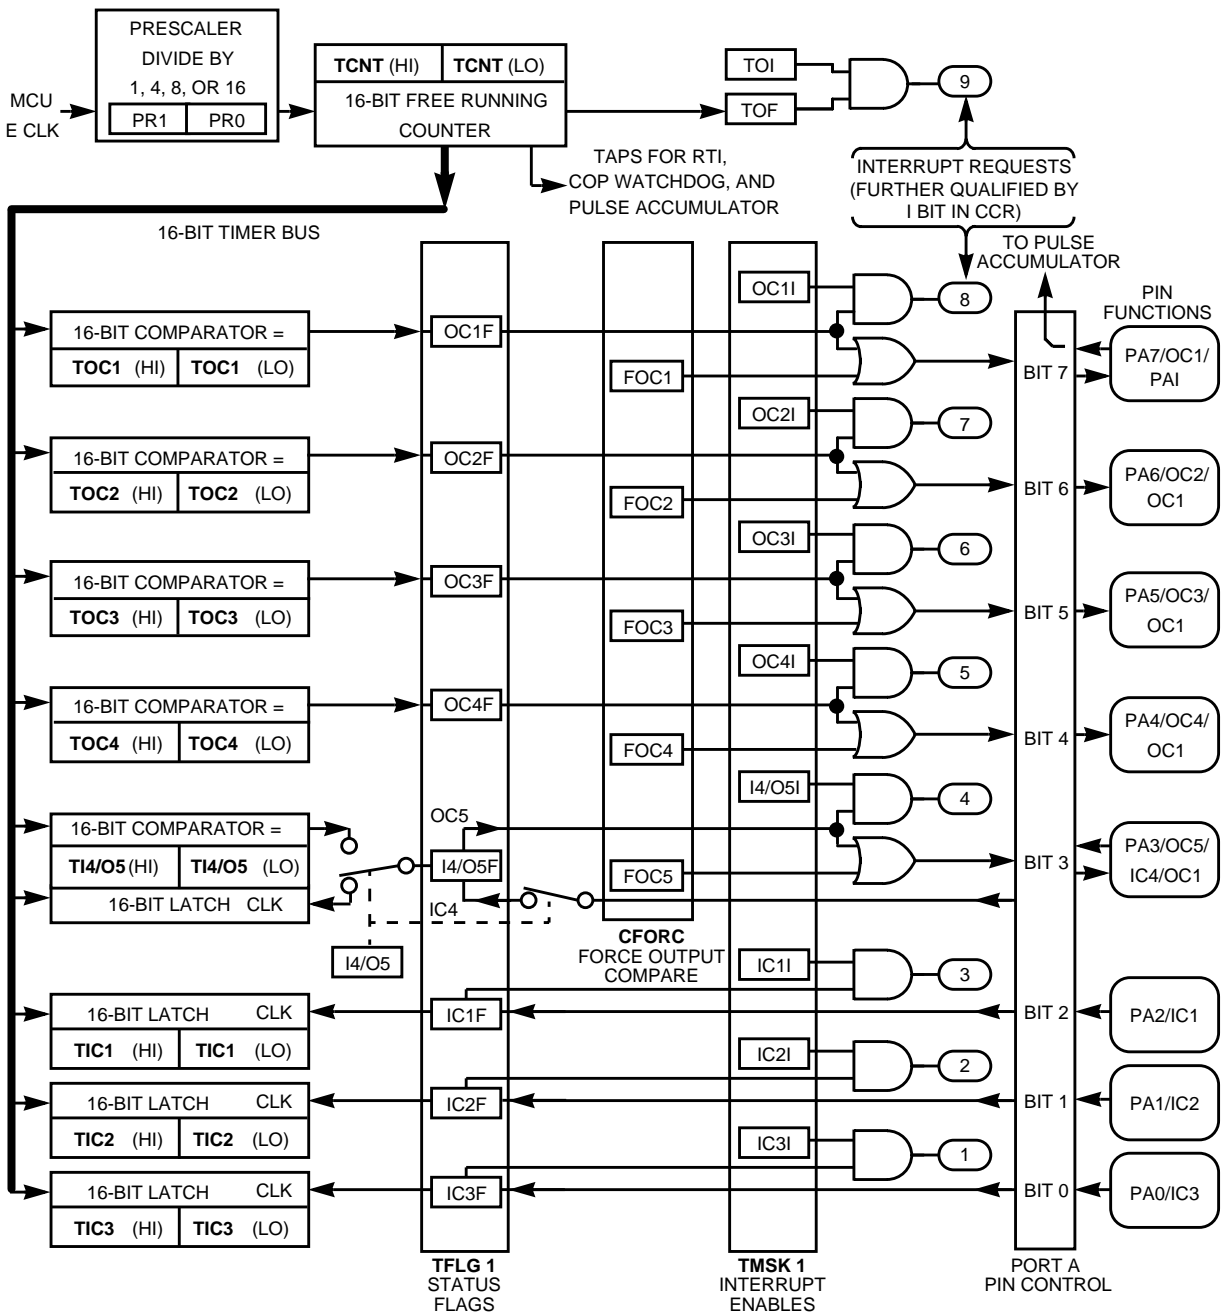 PRESCALER
DIVIDE BY
1, 4, 8, OR 16
PR1 PR0
MCU
E CLK
TCNT (HI) TCNT (LO)
16-BIT FREE RUNNING
COUNTER
TOI
TOF
9
TAPS FOR RTI,
COP WATCHDOG, AND
PULSE ACCUMULATOR
INTERRUPT REQUESTS
(FURTHER QUALIFIED BY
I BIT IN CCR)
16-BIT TIMER BUS
TO PULSE
ACCUMULATOR
PIN
FUNCTIONS
OC1I
8
16-BIT COMPARATOR =
TOC1 (HI) TOC1 (LO)
OC1F
FOC1
BIT 7
PA7/OC1/
PAI
OC2I
7
16-BIT COMPARATOR =
TOC2 (HI) TOC2 (LO)
OC2F
FOC2
BIT 6
PA6/OC2/
OC1
OC3I
6
16-BIT COMPARATOR =
TOC3 (HI) TOC3 (LO)
OC3F
FOC3
BIT 5
PA5/OC3/
OC1
OC4I
5
16-BIT COMPARATOR =
TOC4 (HI) TOC4 (LO)
OC4F
FOC4
BIT 4
PA4/OC4/
OC1
I4/O5I
4
16-BIT COMPARATOR =
TI4/O5 (HI) TI4/O5 (LO)
16-BIT LATCH CLK
OC5
I4/O5F
IC4
FOC5
BIT 3
PA3/OC5/
IC4/OC1
I4/O5
CFORC
FORCE OUTPUT
COMPARE
IC1I
3
16-BIT LATCH CLK
TIC1 (HI) TIC1 (LO)
IC1F
BIT 2
PA2/IC1
IC2I
2
16-BIT LATCH CLK
TIC2 (HI) TIC2 (LO)
IC2F
BIT 1
PA1/IC2
IC3I
1
16-BIT LATCH CLK
TIC3 (HI) TIC3 (LO)
IC3F
BIT 0
PA0/IC3
TFLG 1
STATUS
FLAGS
TMSK 1
INTERRUPT
ENABLES
PORT A
PIN CONTROL